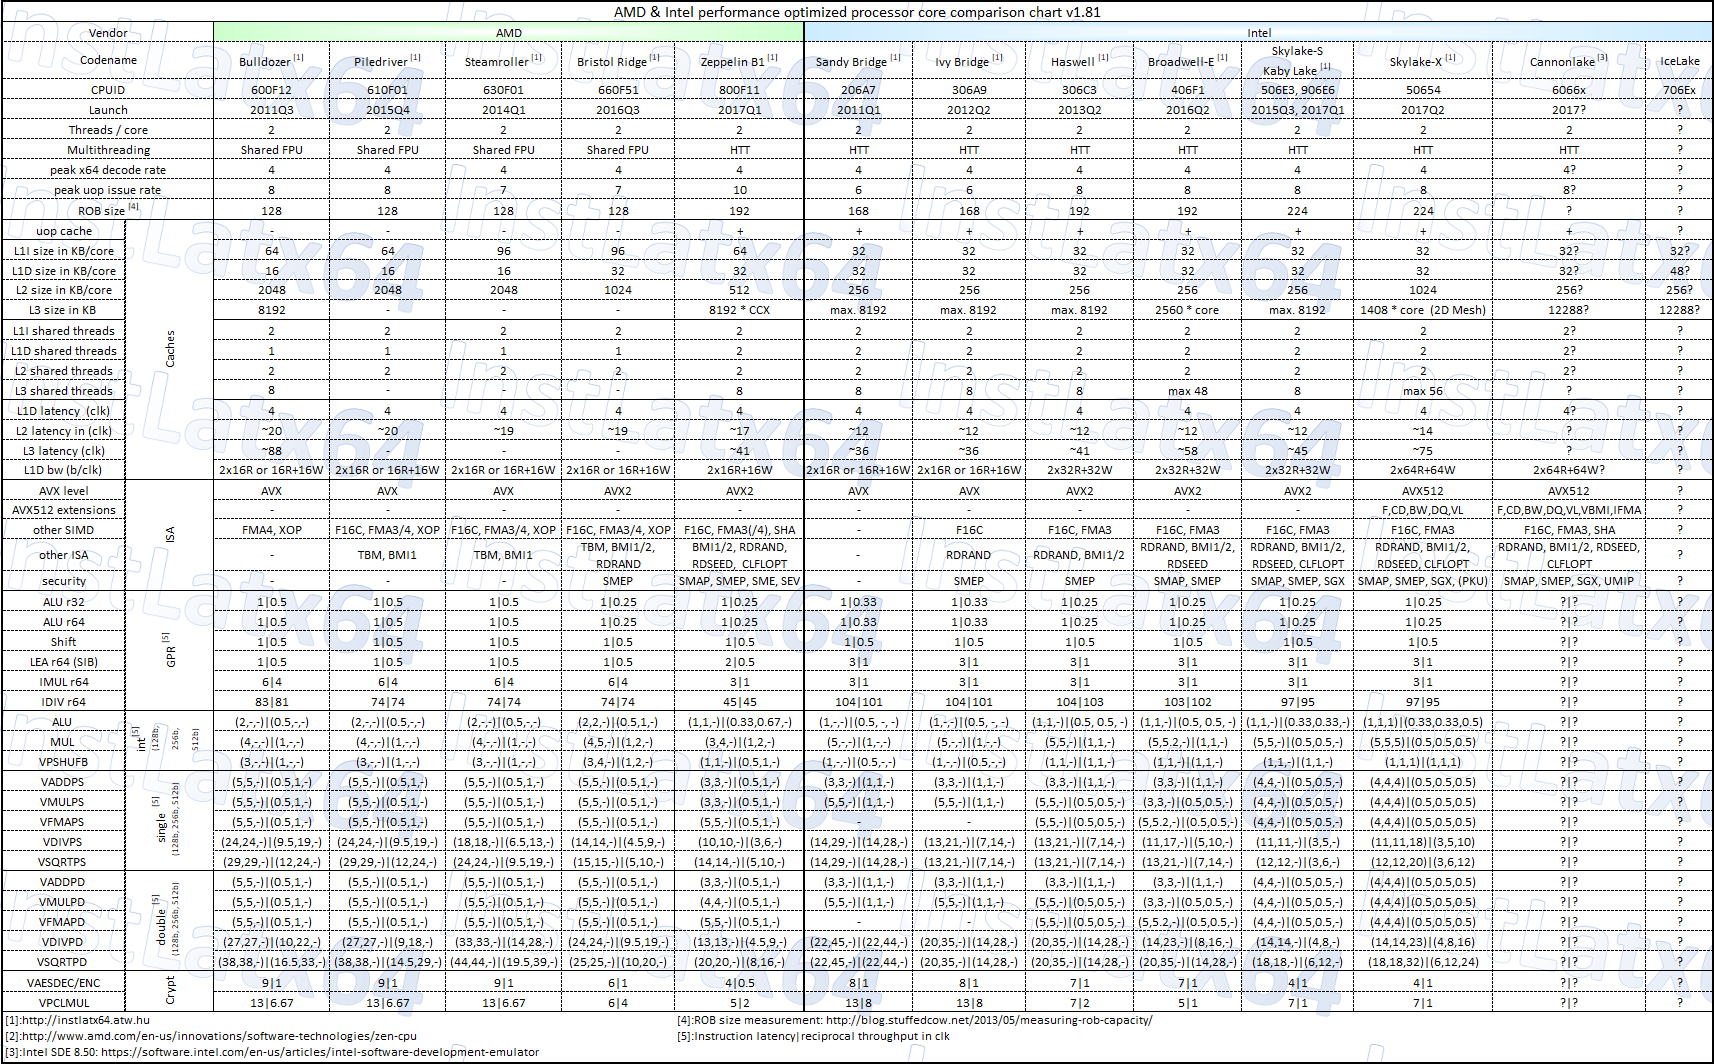 AMD & Intel performance optimized processor core comparison chart v1.81
Vendor AMD Intel
Codename Bulldozer [1] Piledriver [1] Steamroller [1] Bristol Ridge [1] Zeppelin B1 [1] Sandy Bridge [1] Ivy Bridge [1] Haswell [1] Broadwell-E [1] Skylake-S Kaby Lake [1] Skylake-X [1] Cannonlake [3] IceLake
CPUID 600F12 610F01 630F01 660F51 800F11 206A7 306A9 306C3 406F1 506E3, 906E6 50654 6066x 706Ex
Launch 2011Q3 2015Q4 2014Q1 2016Q3 2017Q1 2011Q1 2012Q2 2013Q2 2016Q2 2015Q3, 2017Q1 2017Q2 2017? ?
Threads / core 2 2 2 2 2 2 2 2 2 2 2 2 ?
Multithreading Shared FPU Shared FPU Shared FPU Shared FPU HTT HTT HTT HTT HTT HTT HTT HTT ?
peak x64 decode rate 4 4 4 4 4 4 4 4 4 4 4 4? ?
peak uop issue rate 8 8 7 7 10 6 6 8 8 8 8 8? ?
ROB size [4] 128 128 128 128 192 168 168 192 192 224 224 ? ?
Caches
uop cache - - - - + + + + + + + + ?
L1I size in KB/core 64 64 96 96 64 32 32 32 32 32 32 32? 32?
L1D size in KB/core 16 16 16 32 32 32 32 32 32 32 32 32? 48?
L2 size in KB/core 2048 2048 2048 1024 512 256 256 256 256 256 1024 256? 256?
L3 size in KB 8192 - - - 8192 * CCX max. 8192 max. 8192 max. 8192 2560 * core max. 8192 1408 * core (2D Mesh) 12288? 12288?
L1I shared threads 2 2 2 2 2 2 2 2 2 2 2 2? ?
L1D shared threads 1 1 1 1 2 2 2 2 2 2 2 2? ?
L2 shared threads 2 2 2 2 2 2 2 2 2 2 2 2? ?
L3 shared threads 8 - - - 8 8 8 8 max 48 8 max 56 ? ?
L1D latency (clk) 4 4 4 4 4 4 4 4 4 4 4 4? ?
L2 latency in (clk) ~20 ~20 ~19 ~19 ~17 ~12 ~12 ~12 ~12 ~12 ~14 ? ?
L3 latency (clk) ~88 - - - ~41 ~36 ~36 ~41 ~58 ~45 ~75 ? ?
L1D bw (b/clk) 2x16R or 16R+16W 2x16R or 16R+16W 2x16R or 16R+16W 2x16R or 16R+16W 2x16R+16W 2x16R or 16R+16W 2x16R or 16R+16W 2x32R+32W 2x32R+32W 2x32R+32W 2x64R+64W 2x64R+64W? ?
ISA
AVX level AVX AVX AVX AVX2 AVX2 AVX AVX AVX2 AVX2 AVX2 AVX512 AVX512 ?
AVX512 extensions - - - - - - - - - - F,CD,BW,DQ,VL F,CD,BW,DQ,VL,VBMI,IFMA ?
other SIMD FMA4, XOP F16C, FMA3/4, XOP F16C, FMA3/4, XOP F16C, FMA3/4, XOP F16C, FMA3(/4), SHA - F16C F16C, FMA3 F16C, FMA3 F16C, FMA3 F16C, FMA3 F16C, FMA3, SHA ?
other ISA - TBM, BMI1 TBM, BMI1 TBM, BMI1/2, RDRAND BMI1/2, RDRAND, RDSEED, CLFLOPT - RDRAND RDRAND, BMI1/2 RDRAND, BMI1/2, RDSEED RDRAND, BMI1/2, RDSEED, CLFLOPT RDRAND, BMI1/2, RDSEED, CLFLOPT RDRAND, BMI1/2, RDSEED, CLFLOPT ?
security - - - SMEP SMAP, SMEP, SME, SEV - SMEP SMEP SMAP, SMEP SMAP, SMEP, SGX SMAP, SMEP, SGX, (PKU) SMAP, SMEP, SGX, UMIP ?
GPR [5]
ALU r32 1|0.5 1|0.5 1|0.5 1|0.25 1|0.25 1|0.33 1|0.33 1|0.25 1|0.25 1|0.25 1|0.25 ?|? ?
ALU r64 1|0.5 1|0.5 1|0.5 1|0.5 1|0.25 1|0.33 1|0.33 1|0.25 1|0.25 1|0.25 1|0.25 ?|? ?
Shift 1|0.5 1|0.5 1|0.5 1|0.5 1|0.5 1|0.5 1|0.5 1|0.5 1|0.5 1|0.5 1|0.5 ?|? ?
LEA r64 (SIB) 1|0.5 1|0.5 1|0.5 1|0.5 2|0.5 3|1 3|1 3|1 3|1 3|1 3|1 ?|? ?
IMUL r64 6|4 6|4 6|4 6|4 3|1 3|1 3|1 3|1 3|1 3|1 3|1 ?|? ?
IDIV r64 83|81 74|74 74|74 74|74 45|45 104|101 104|101 104|103 103|102 97|95 97|95 ?|? ?
int [5] (128b, 256b, 512b)
ALU (2,-,-)|(0.5,-,-) (2,-,-)|(0.5,-,-) (2,-,-)|(0.5,-,-) (2,2,-)|(0.5,1,-) (1,1,-)|(0.33,0.67,-) (1,-,-)|(0.5, -, -) (1,-,-)|(0.5, -, -) (1,1,-)|(0.5, 0.5, -) (1,1,-)|(0.5, 0.5, -) (1,1,-)|(0.33,0.33,-) (1,1,1)|(0.33,0.33,0.5) ?|? ?
MUL (4,-,-)|(1,-,-) (4,-,-)|(1,-,-) (4,-,-)|(1,-,-) (4,5,-)|(1,2,-) (3,4,-)|(1,2,-) (5,-,-)|(1,-,-) (5,-,-)|(1,-,-) (5,5,-)|(1,1,-) (5,5.2,-)|(1,1,-) (5,5,-)|(0.5,0.5,-) (5,5,5)|(0.5,0.5,0.5) ?|? ?
VPSHUFB (3,-,-)|(1,-,-) (3,-,-)|(1,-,-) (3,-,-)|(1,-,-) (3,4,-)|(1,2,-) (1,1,-)|(0.5,1,-) (1,-,-)|(0.5,-,-) (1,-,-)|(0.5,-,-) (1,1,-)|(1,1,-) (1,1,-)|(1,1,-) (1,1,-)|(1,1,-) (1,1,1)|(1,1,1) ?|? ?
single [5] (128b, 256b, 512b)
VADDPS (5,5,-)|(0.5,1,-) (5,5,-)|(0.5,1,-) (5,5,-)|(0.5,1,-) (5,5,-)|(0.5,1,-) (3,3,-)|(0.5,1,-) (3,3,-)|(1,1,-) (3,3,-)|(1,1,-) (3,3,-)|(1,1,-) (3,3,-)|(1,1,-) (4,4,-)|(0.5,0.5,-) (4,4,4)|(0.5,0.5,0.5) ?|? ?
VMULPS (5,5,-)|(0.5,1,-) (5,5,-)|(0.5,1,-) (5,5,-)|(0.5,1,-) (5,5,-)|(0.5,1,-) (3,3,-)|(0.5,1,-) (5,5,-)|(1,1,-) (5,5,-)|(1,1,-) (5,5,-)|(0.5,0.5,-) (3,3,-)|(0.5,0.5,-) (4,4,-)|(0.5,0.5,-) (4,4,4)|(0.5,0.5,0.5) ?|? ?
VFMAPS (5,5,-)|(0.5,1,-) (5,5,-)|(0.5,1,-) (5,5,-)|(0.5,1,-) (5,5,-)|(0.5,1,-) (5,5,-)|(0.5,1,-) - - (5,5,-)|(0.5,0.5,-) (5,5.2,-)|(0.5,0.5,-) (4,4,-)|(0.5,0.5,-) (4,4,4)|(0.5,0.5,0.5) ?|? ?
VDIVPS (24,24,-)|(9.5,19,-) (24,24,-)|(9.5,19,-) (18,18,-)|(6.5,13,-) (14,14,-)|(4.5,9,-) (10,10,-)|(3,6,-) (14,29,-)|(14,28,-) (13,21,-)|(7,14,-) (13,21,-)|(7,14,-) (11,17,-)|(5,10,-) (11,11,-)|(3,5,-) (11,11,18)|(3,5,10) ?|? ?
VSQRTPS (29,29,-)|(12,24,-) (29,29,-)|(12,24,-) (24,24,-)|(9.5,19,-) (15,15,-)|(5,10,-) (14,14,-)|(5,10,-) (14,29,-)|(14,28,-) (13,21,-)|(7,14,-) (13,21,-)|(7,14,-) (13,21,-)|(7,14,-) (12,12,-)|(3,6,-) (12,12,20)|(3,6,12) ?|? ?
double [5] (128b, 256b, 512b)
VADDPD (5,5,-)|(0.5,1,-) (5,5,-)|(0.5,1,-) (5,5,-)|(0.5,1,-) (5,5,-)|(0.5,1,-) (3,3,-)|(0.5,1,-) (3,3,-)|(1,1,-) (3,3,-)|(1,1,-) (3,3,-)|(1,1,-) (3,3,-)|(1,1,-) (4,4,-)|(0.5,0.5,-) (4,4,4)|(0.5,0.5,0.5) ?|? ?
VMULPD (5,5,-)|(0.5,1,-) (5,5,-)|(0.5,1,-) (5,5,-)|(0.5,1,-) (5,5,-)|(0.5,1,-) (4,4,-)|(0.5,1,-) (5,5,-)|(1,1,-) (5,5,-)|(1,1,-) (5,5,-)|(0.5,0.5,-) (3,3,-)|(0.5,0.5,-) (4,4,-)|(0.5,0.5,-) (4,4,4)|(0.5,0.5,0.5) ?|? ?
VFMAPD (5,5,-)|(0.5,1,-) (5,5,-)|(0.5,1,-) (5,5,-)|(0.5,1,-) (5,5,-)|(0.5,1,-) (5,5,-)|(0.5,1,-) - (5,5,-)|(0.5,0.5,-) (5,5.2,-)|(0.5,0.5,-) (4,4,-)|(0.5,0.5,-) (4,4,4)|(0.5,0.5,0.5) ?|? ?
VDIVPD (27,27,-)|(10,22,-) (27,27,-)|(9,18,-) (33,33,-)|(14,28,-) (24,24,-)|(9.5,19,-) (13,13,-)|(4.5,9,-) (22,45,-)|(22,44,-) (20,35,-)|(14,28,-) (20,35,-)|(14,28,-) (14,23,-)|(8,16,-) (14,14,-)|(4,8,-) (14,14,23)|(4,8,16) ?|? ?
VSQRTPD (38,38,-)|(16.5,33,-) (38,38,-)|(14.5,29,-) (44,44,-)|(19.5,39,-) (25,25,-)|(10,20,-) (20,20,-)|(8,16,-) (22,45,-)|(22,44,-) (20,35,-)|(14,28,-) (20,35,-)|(14,28,-) (20,35,-)|(14,28,-) (18,18,-)|(6,12,-) (18,18,32)|(6,12,24) ?|? ?
Crypt
VAESDEC/ENC 9|1 9|1 9|1 6|1 4|0.5 8|1 8|1 7|1 7|1 4|1 4|1 ?|? ?
VPCLMUL 13|6.67 13|6.67 13|6.67 6|4 5|2 13|8 13|8 7|2 5|1 7|1 7|1 ?|? ?
[1]:http://instlatx64.atw.hu [4]:ROB size measurement: http://blog.stuffedcow.net/2013/05/measuring-rob-capacity/
[2]:http://www.amd.com/en-us/innovations/software-technologies/zen-cpu [5]:Instruction latency|reciprocal throughput in clk
[3]:Intel SDE 8.50: https://software.intel.com/en-us/articles/intel-software-development-emulator
InstLatx64